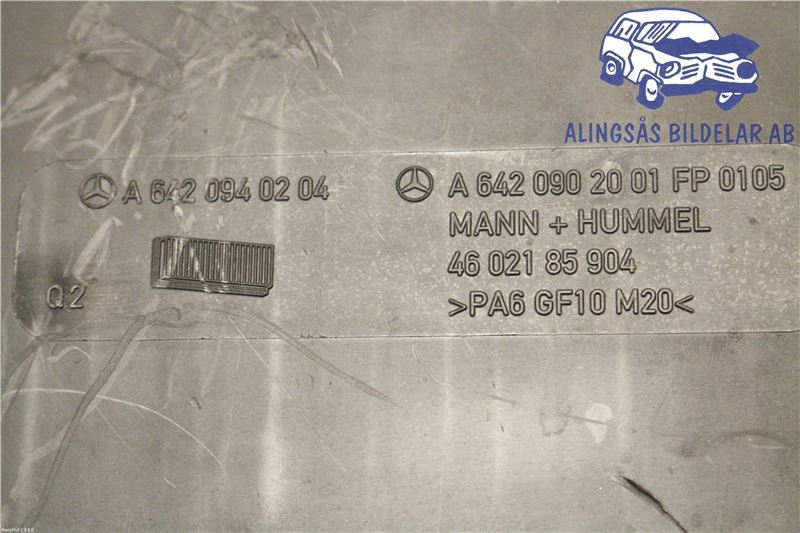 ALINGSÅS BILDELAR AB
A 642 094 02 04
A 642 090 20 01 FP 0105
MANN + HUMMEL
46 021 85 904
Q2
>PA6 GF10 M20<